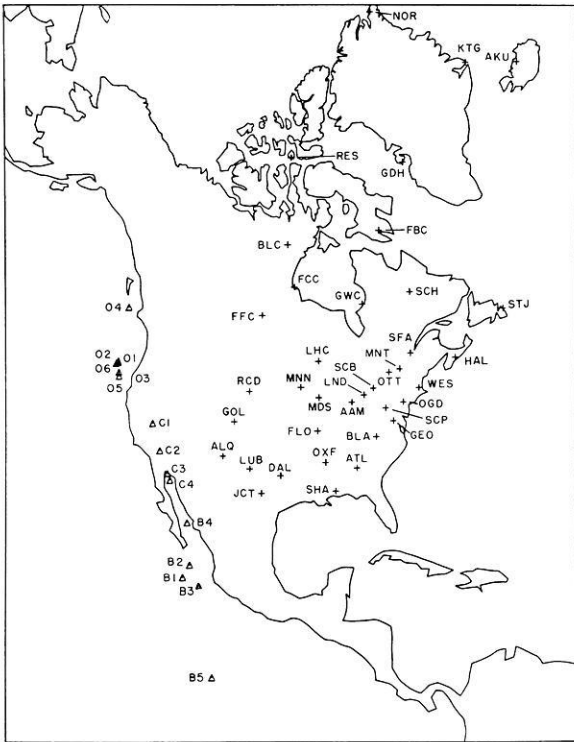 NOR
KTG
AKU
RES
GDH
FBC
BLC
FCC
GWC
SCH
O4
FFC
STJ
SFA
MNT
LHC
HAL
O2
O1
O6
SCB
OTT
O3
O5
RCD
MNN
LND
WES
MDS
AAM
OGD
SCP
C1
GOL
FLO
BLA
GEO
C2
ALQ
LUB
OXF
ATL
C3
DAL
C4
JCT
SHA
B4
B2
B1
B3
B5